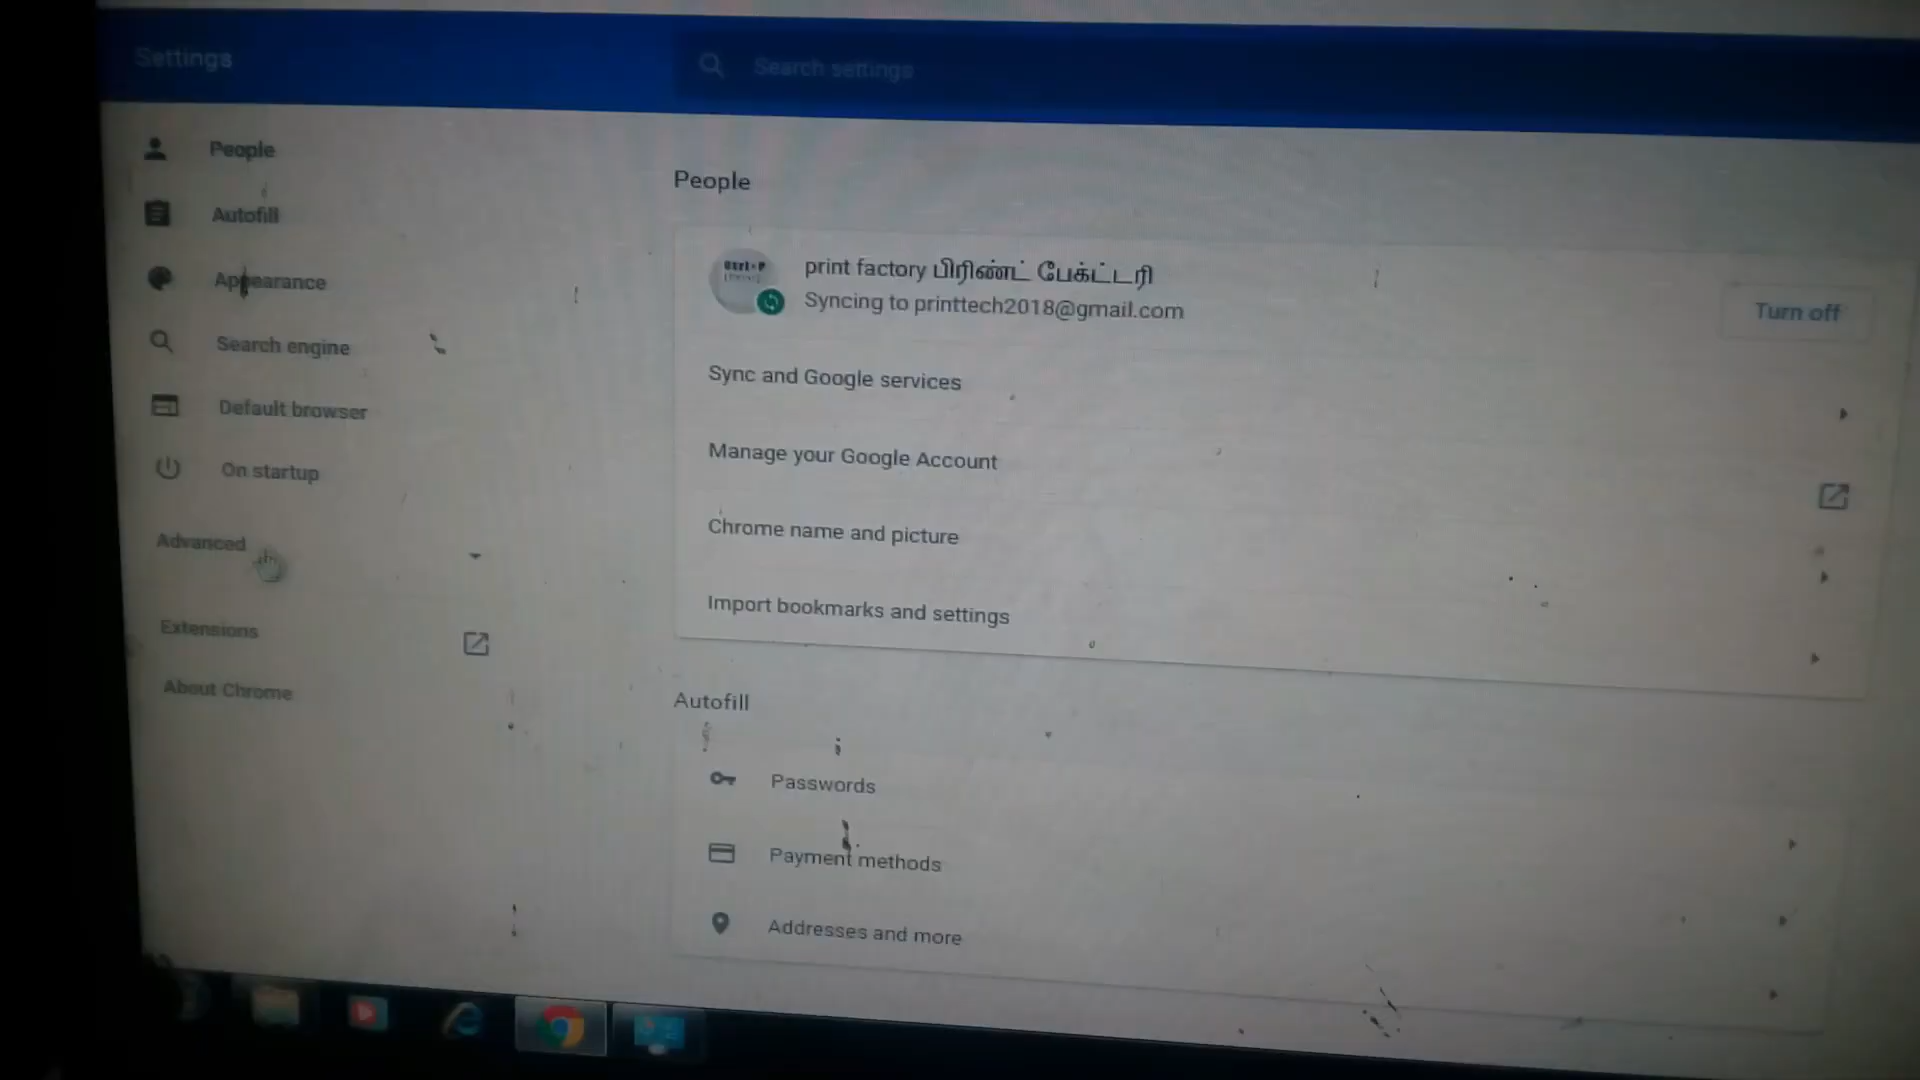 Settings
Search settings
People
Autofill
Appearance
Search engine
Default browser
On startup
Advanced
Extensions
About Chrome
People
Ctrl+P
print factory பிரிண்ட் பேக்ட்டரி
Syncing to printtech2018@gmail.com
Turn off
Sync and Google services
Manage your Google Account
Chrome name and picture
Import bookmarks and settings
Autofill
Passwords
Payment methods
Addresses and more